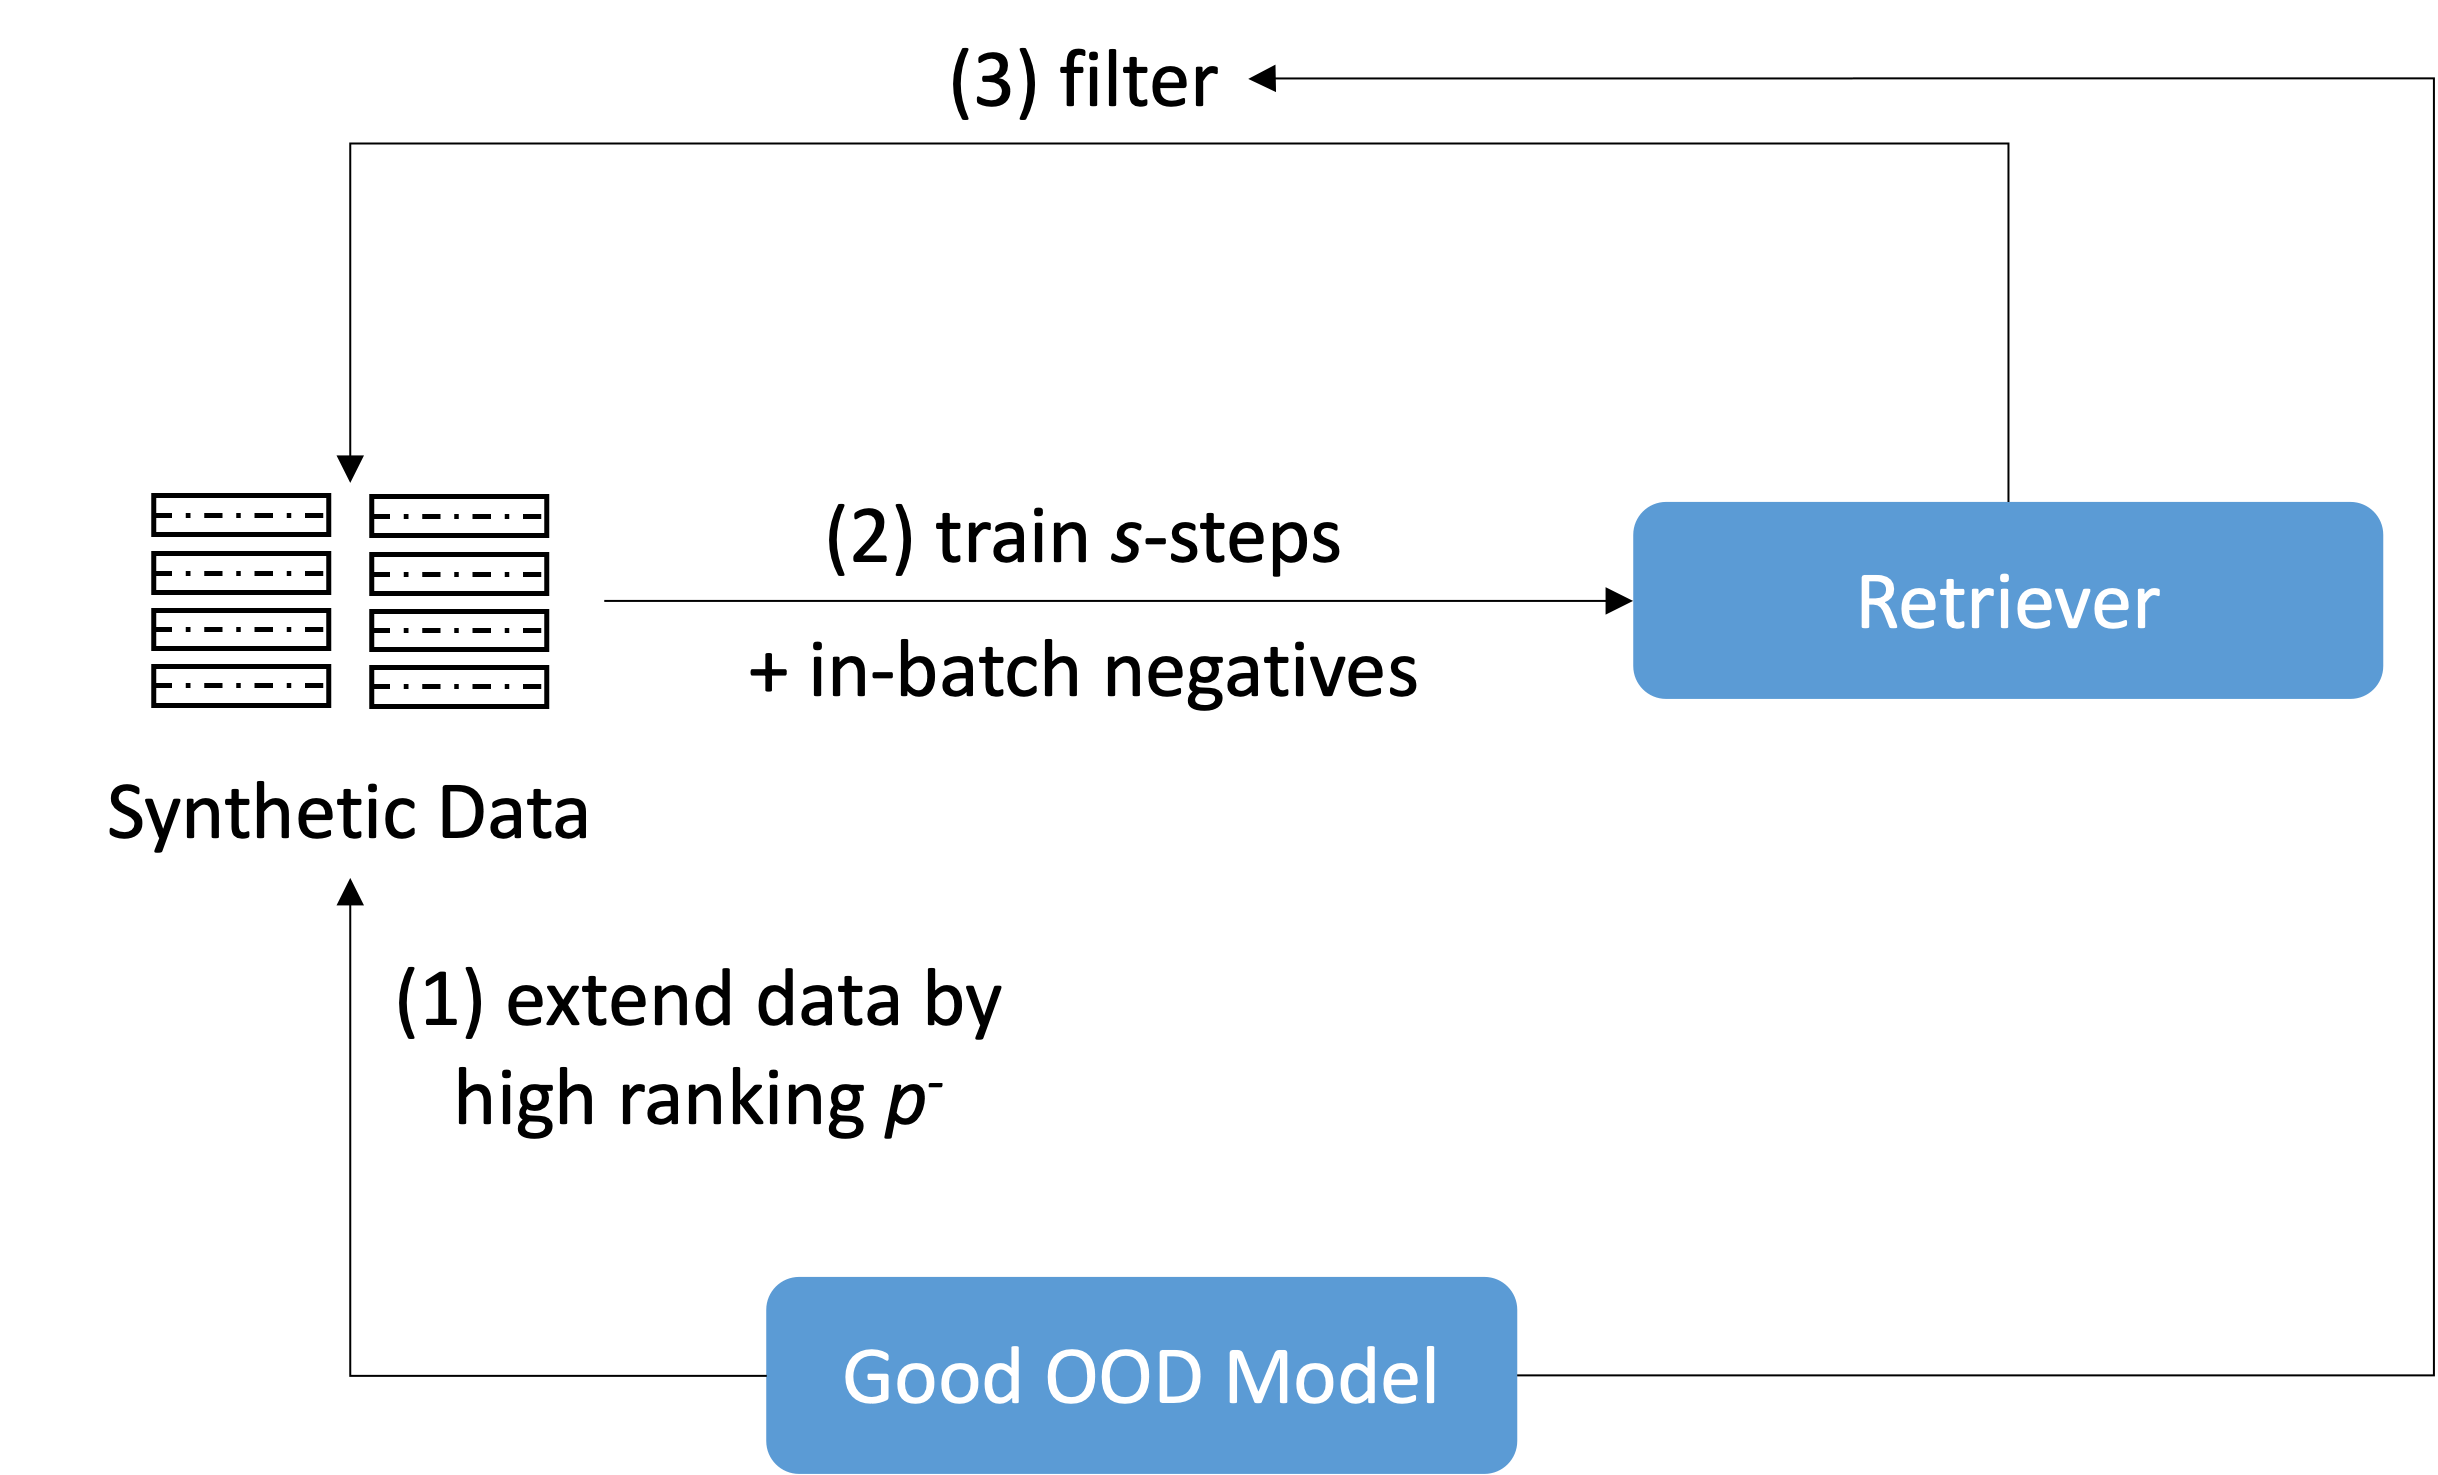 (3) filter
(2) train s-steps
+ in-batch negatives
Retriever
Synthetic Data
(1) extend data by
high ranking p⁻
Good OOD Model